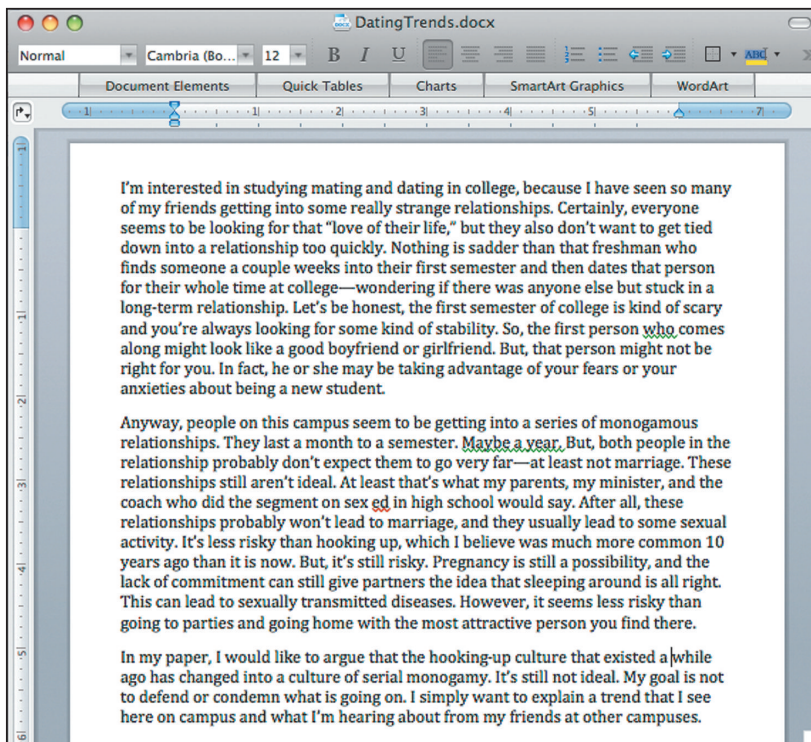 DatingTrends.docx
Normal Cambria (Bo... 12 B I U ABC
Document Elements Quick Tables Charts SmartArt Graphics WordArt
1 1 2 3 4 5 7
1
I'm interested in studying mating and dating in college, because I have seen so many
of my friends getting into some really strange relationships. Certainly, everyone
seems to be looking for that “love of their life,” but they also don't want to get tied
down into a relationship too quickly. Nothing is sadder than that freshman who
finds someone a couple weeks into their first semester and then dates that person
for their whole time at college—wondering if there was anyone else but stuck in a
1
long-term relationship. Let's be honest, the first semester of college is kind of scary
and you're always looking for some kind of stability. So, the first person who comes
along might look like a good boyfriend or girlfriend. But, that person might not be
right for you. In fact, he or she may be taking advantage of your fears or your
anxieties about being a new student.
2
Anyway, people on this campus seem to be getting into a series of monogamous
relationships. They last a month to a semester. Maybe a year. But, both people in the
relationship probably don't expect them to go very far—at least not marriage. These
3
relationships still aren't ideal. At least that's what my parents, my minister, and the
coach who did the segment on sex ed in high school would say. After all, these
relationships probably won't lead to marriage, and they usually lead to some sexual
activity. It's less risky than hooking up, which I believe was much more common 10
4
years ago than it is now. But, it's still risky. Pregnancy is still a possibility, and the
lack of commitment can still give partners the idea that sleeping around is all right.
This can lead to sexually transmitted diseases. However, it seems less risky than
going to parties and going home with the most attractive person you find there.
5
In my paper, I would like to argue that the hooking-up culture that existed a while
ago has changed into a culture of serial monogamy. It's still not ideal. My goal is not
to defend or condemn what is going on. I simply want to explain a trend that I see
here on campus and what I'm hearing about from my friends at other campuses.
6